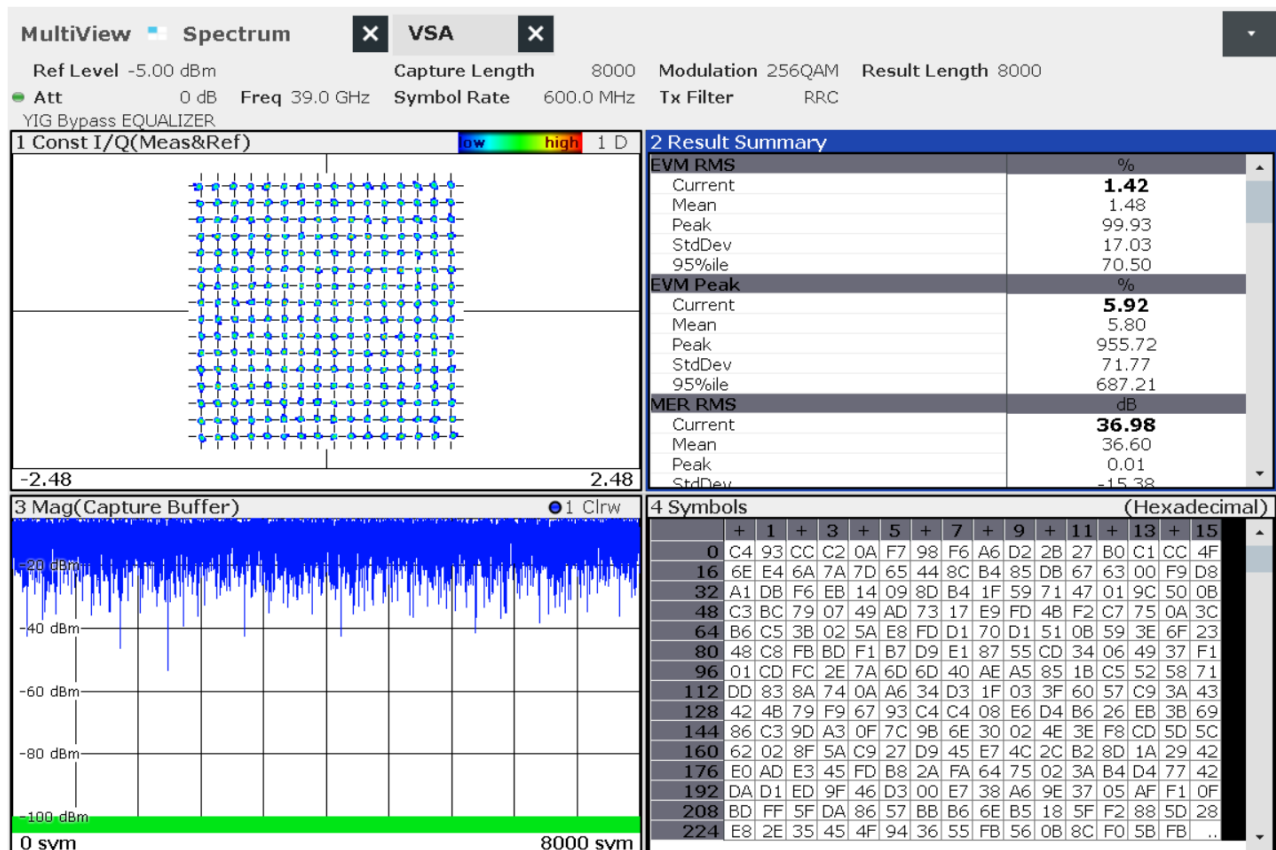 MultiView Spectrum X VSA X
Ref Level -5.00 dBm Capture Length 8000 Modulation 256QAM Result Length 8000
Att 0 dB Freq 39.0 GHz Symbol Rate 600.0 MHz Tx Filter RRC
YIG Bypass EQUALIZER
1 Const I/Q(Meas&Ref) low high 1 D
-2.48 2.48
2 Result Summary
EVM RMS %
Current 1.42
Mean 1.48
Peak 99.93
StdDev 17.03
95%ile 70.50
EVM Peak %
Current 5.92
Mean 5.80
Peak 955.72
StdDev 71.77
95%ile 687.21
MER RMS dB
Current 36.98
Mean 36.60
Peak 0.01
StdDev -15.38
3 Mag(Capture Buffer) 1 Clrw
-20 dBm
-40 dBm
-60 dBm
-80 dBm
-100 dBm
0 sym 8000 sym
4 Symbols (Hexadecimal)
+ 1 + 3 + 5 + 7 + 9 + 11 + 13 + 15
0 C4 93 CC C2 0A F7 98 F6 A6 D2 2B 27 B0 C1 CC 4F
16 6E E4 6A 7A 7D 65 44 8C B4 85 DB 67 63 00 F9 D8
32 A1 DB F6 EB 14 09 8D B4 1F 59 71 47 01 9C 50 0B
48 C3 BC 79 07 49 AD 73 17 E9 FD 4B F2 C7 75 0A 3C
64 B6 C5 3B 02 5A E8 FD D1 70 D1 51 0B 59 3E 6F 23
80 48 C8 FB BD F1 B7 D9 E1 87 55 CD 34 06 49 37 F1
96 01 CD FC 2E 7A 6D 6D 40 AE A5 85 1B C5 52 58 71
112 DD 83 8A 74 0A A6 34 D3 1F 03 3F 60 57 C9 3A 43
128 42 4B 79 F9 67 93 C4 C4 08 E6 D4 B6 26 EB 3B 69
144 86 C3 9D A3 0F 7C 9B 6E 30 02 4E 3E F8 CD 5D 5C
160 62 02 8F 5A C9 27 D9 45 E7 4C 2C B2 8D 1A 29 42
176 E0 AD E3 45 FD B8 2A FA 64 75 02 3A B4 D4 77 42
192 DA D1 ED 9F 46 D3 00 E7 38 A6 9E 37 05 AF F1 0F
208 BD FF 5F DA 86 57 BB B6 6E B5 18 5F F2 88 5D 28
224 E8 2E 35 45 4F 94 36 55 FB 56 0B 8C F0 5B FB ..